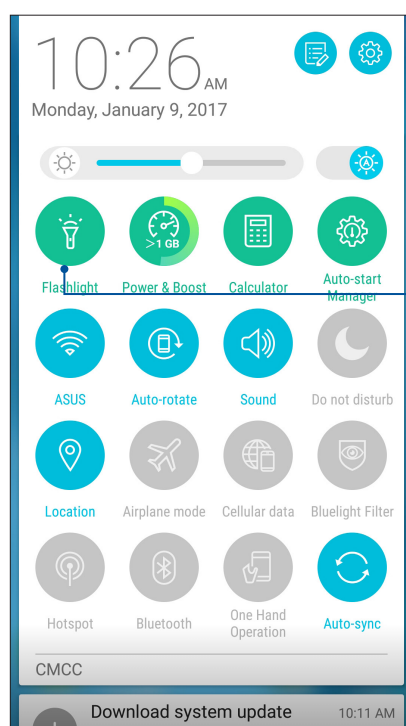 10:26 AM
Monday, January 9, 2017
A
>1 GB
Flashlight Power & Boost Calculator Auto-start Manager
ASUS Auto-rotate Sound Do not disturb
Location Airplane mode Cellular data Bluelight Filter
Hotspot Bluetooth One Hand Operation Auto-sync
CMCC
Download system update 10:11 AM